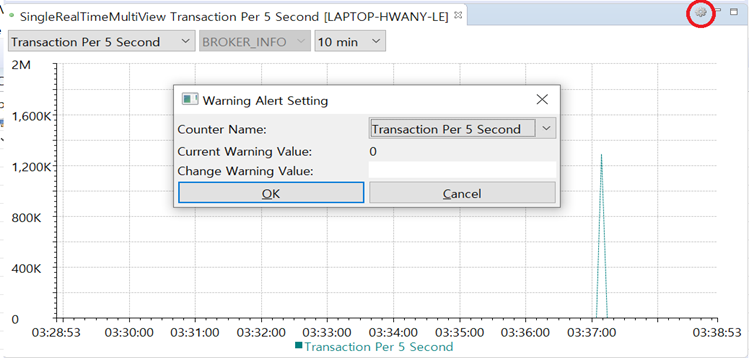 SingleRealTimeMultiView Transaction Per 5 Second [LAPTOP-HWANY-LE]
Transaction Per 5 Second
BROKER_INFO
10 min
2M
1,600K
1,200K
800K
400K
0
Warning Alert Setting
Counter Name:
Transaction Per 5 Second
Current Warning Value:
0
Change Warning Value:
OK
Cancel
03:28:53
03:30:00
03:31:00
03:32:00
03:33:00
03:34:00
03:35:00
03:36:00
03:37:00
03:38:53
Transaction Per 5 Second